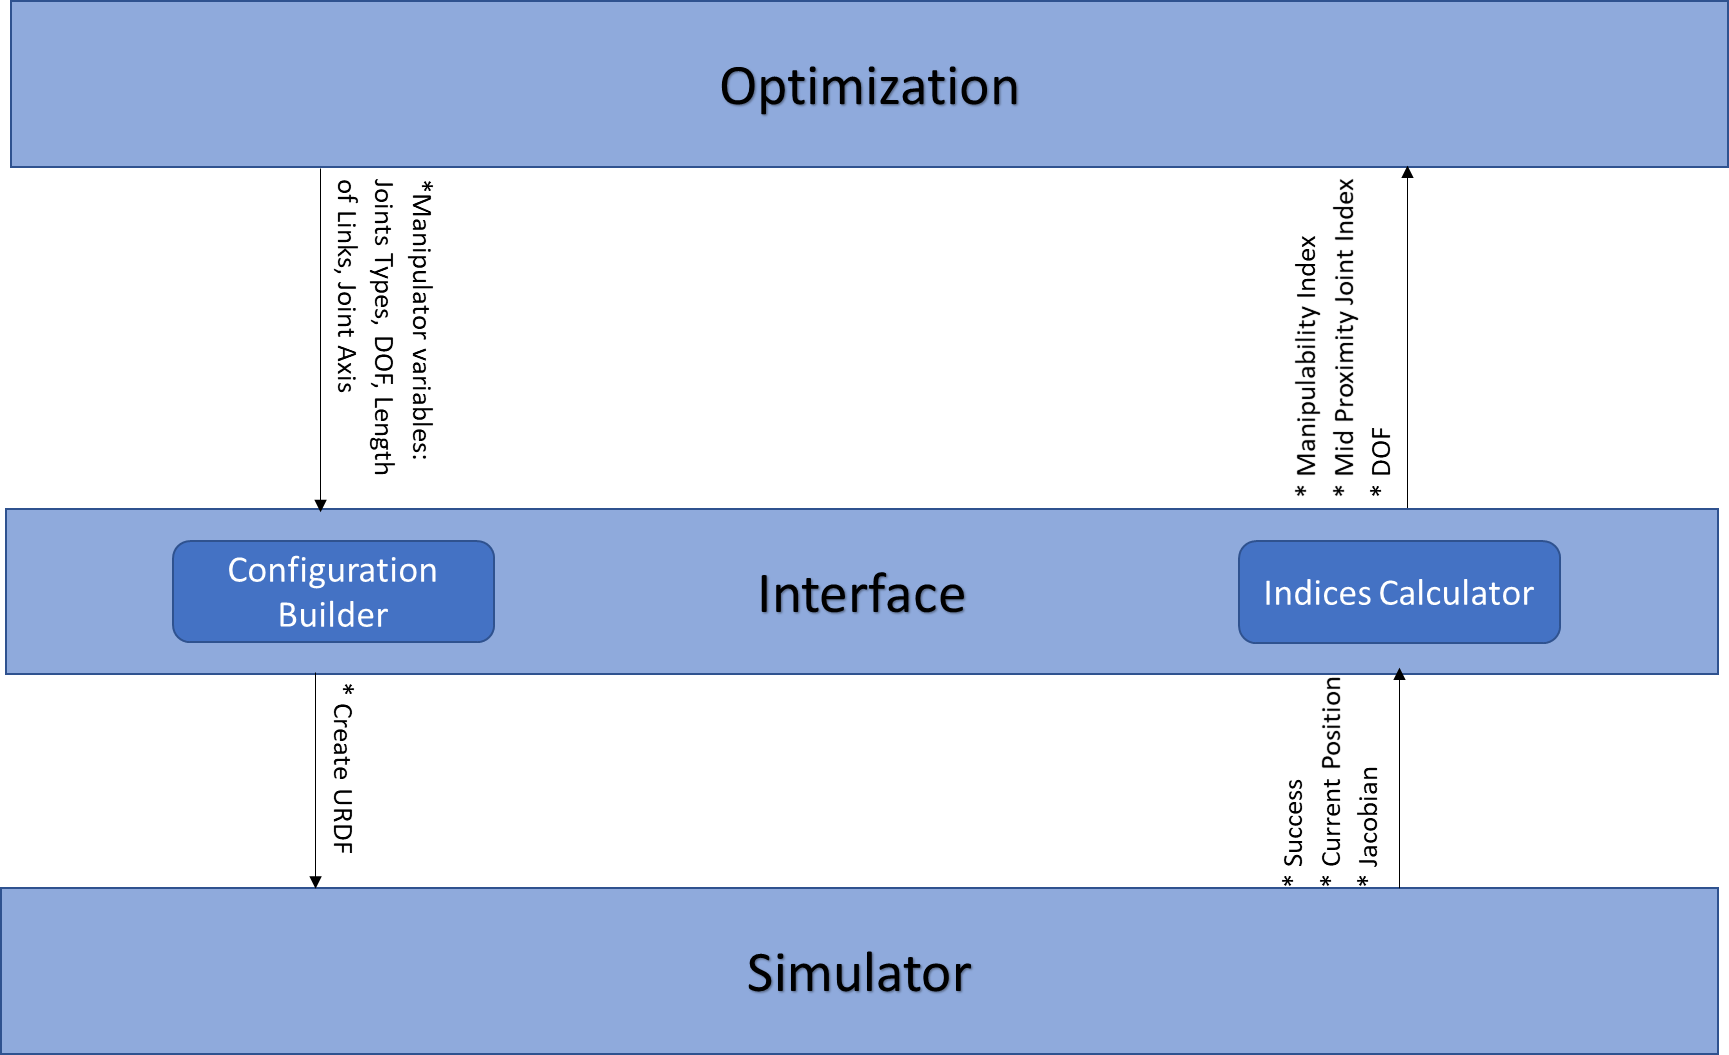 Optimization
*Manipulator variables:
Joints Types, DOF, Length
of Links, Joint Axis
* Manipulability Index
* Mid Proximity Joint Index
* DOF
Configuration
Builder
Interface
Indices Calculator
* Create URDF
* Success
* Current Position
* Jacobian
Simulator